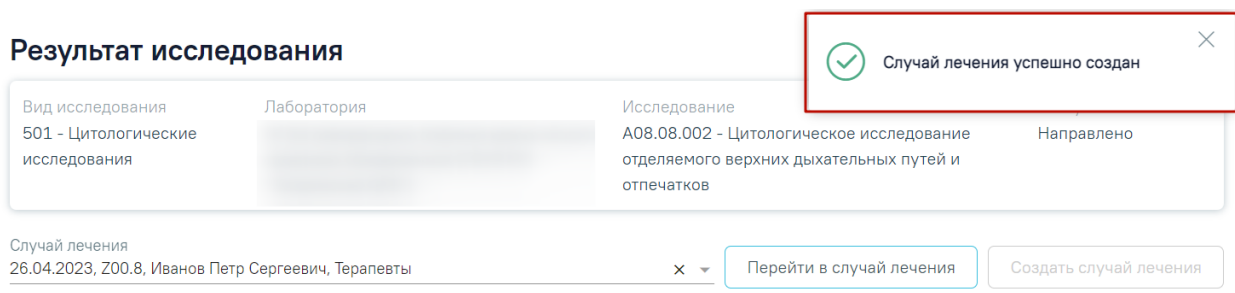 Результат исследования
Случай лечения успешно создан
Вид исследования
501 - Цитологические
исследования
Лаборатория
Исследование
A08.08.002 - Цитологическое исследование
отделяемого верхних дыхательных путей и
отпечатков
Направлено
Случай лечения
26.04.2023, Z00.8, Иванов Петр Сергеевич, Терапевты
Перейти в случай лечения
Создать случай лечения